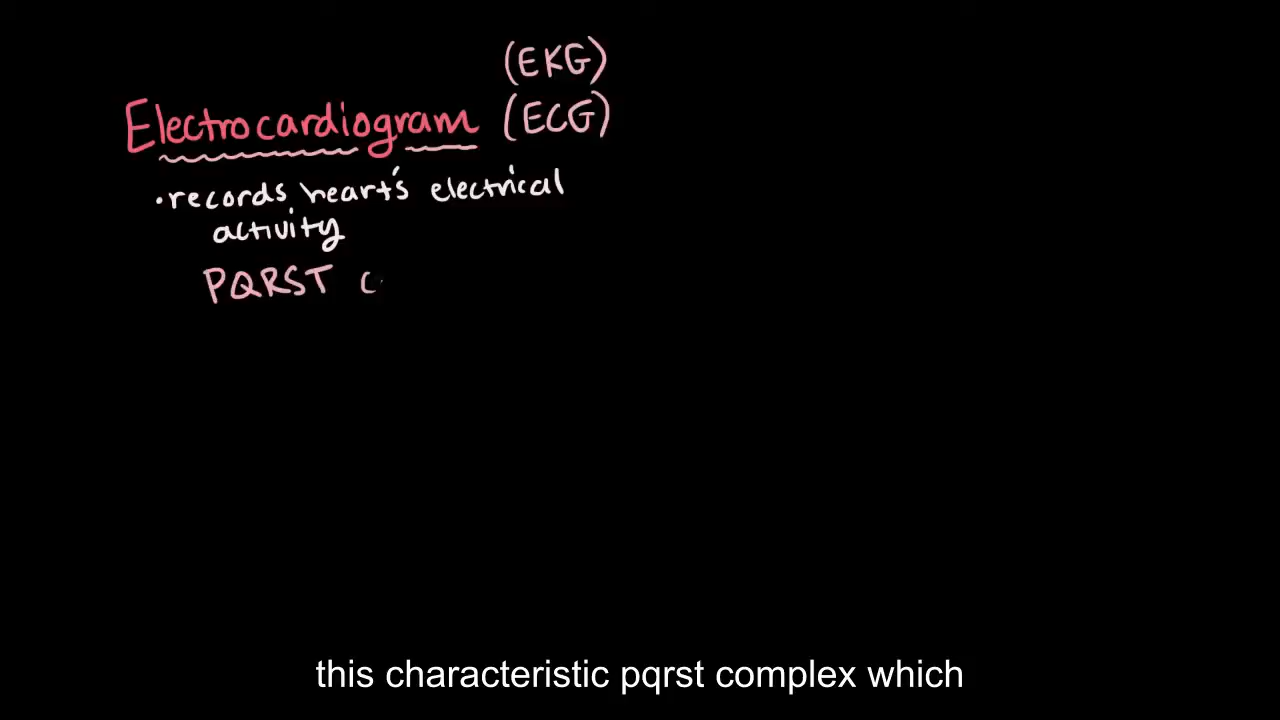 (EKG)
Electrocardiogram (ECG)
· records heart's electrical
activity
PQRST c
this characteristic pqrst complex which